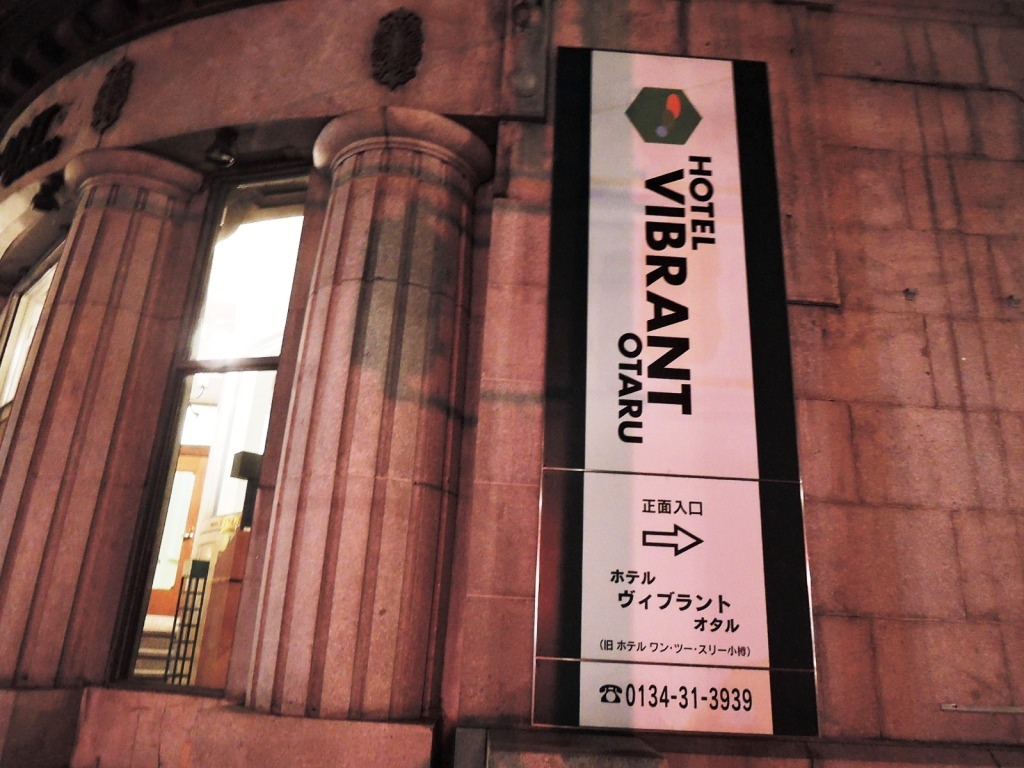 HOTEL
VIBRANT
OTARU
正面入口
ホテル
ヴィブラント
オタル
(旧 ホテル ワン・ツー・スリー小樽)
☎0134-31-3939